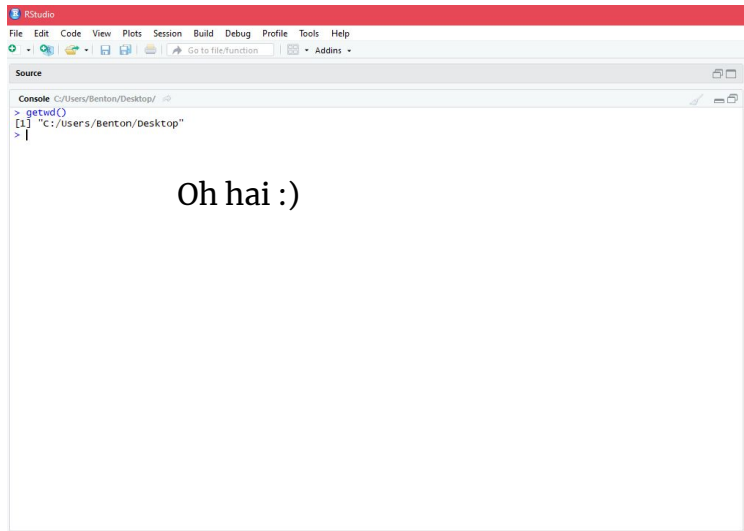 RStudio
File Edit Code View Plots Session Build Debug Profile Tools Help
Go to file/function Addins
Source
Console C:/Users/Benton/Desktop/
> getwd()
[1] "C:/Users/Benton/Desktop"
>
Oh hai :)